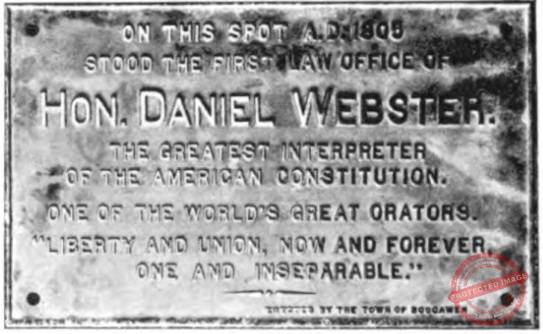 ON THIS SPOT A.D. 1805
STOOD THE FIRST LAW OFFICE OF
HON. DANIEL WEBSTER.
THE GREATEST INTERPRETER
OF THE AMERICAN CONSTITUTION.
ONE OF THE WORLD'S GREAT ORATORS.
"LIBERTY AND UNION, NOW AND FOREVER,
ONE AND INSEPARABLE."
ERECTED BY THE TOWN OF BOSCAWEN
PROTECTED IMAGE